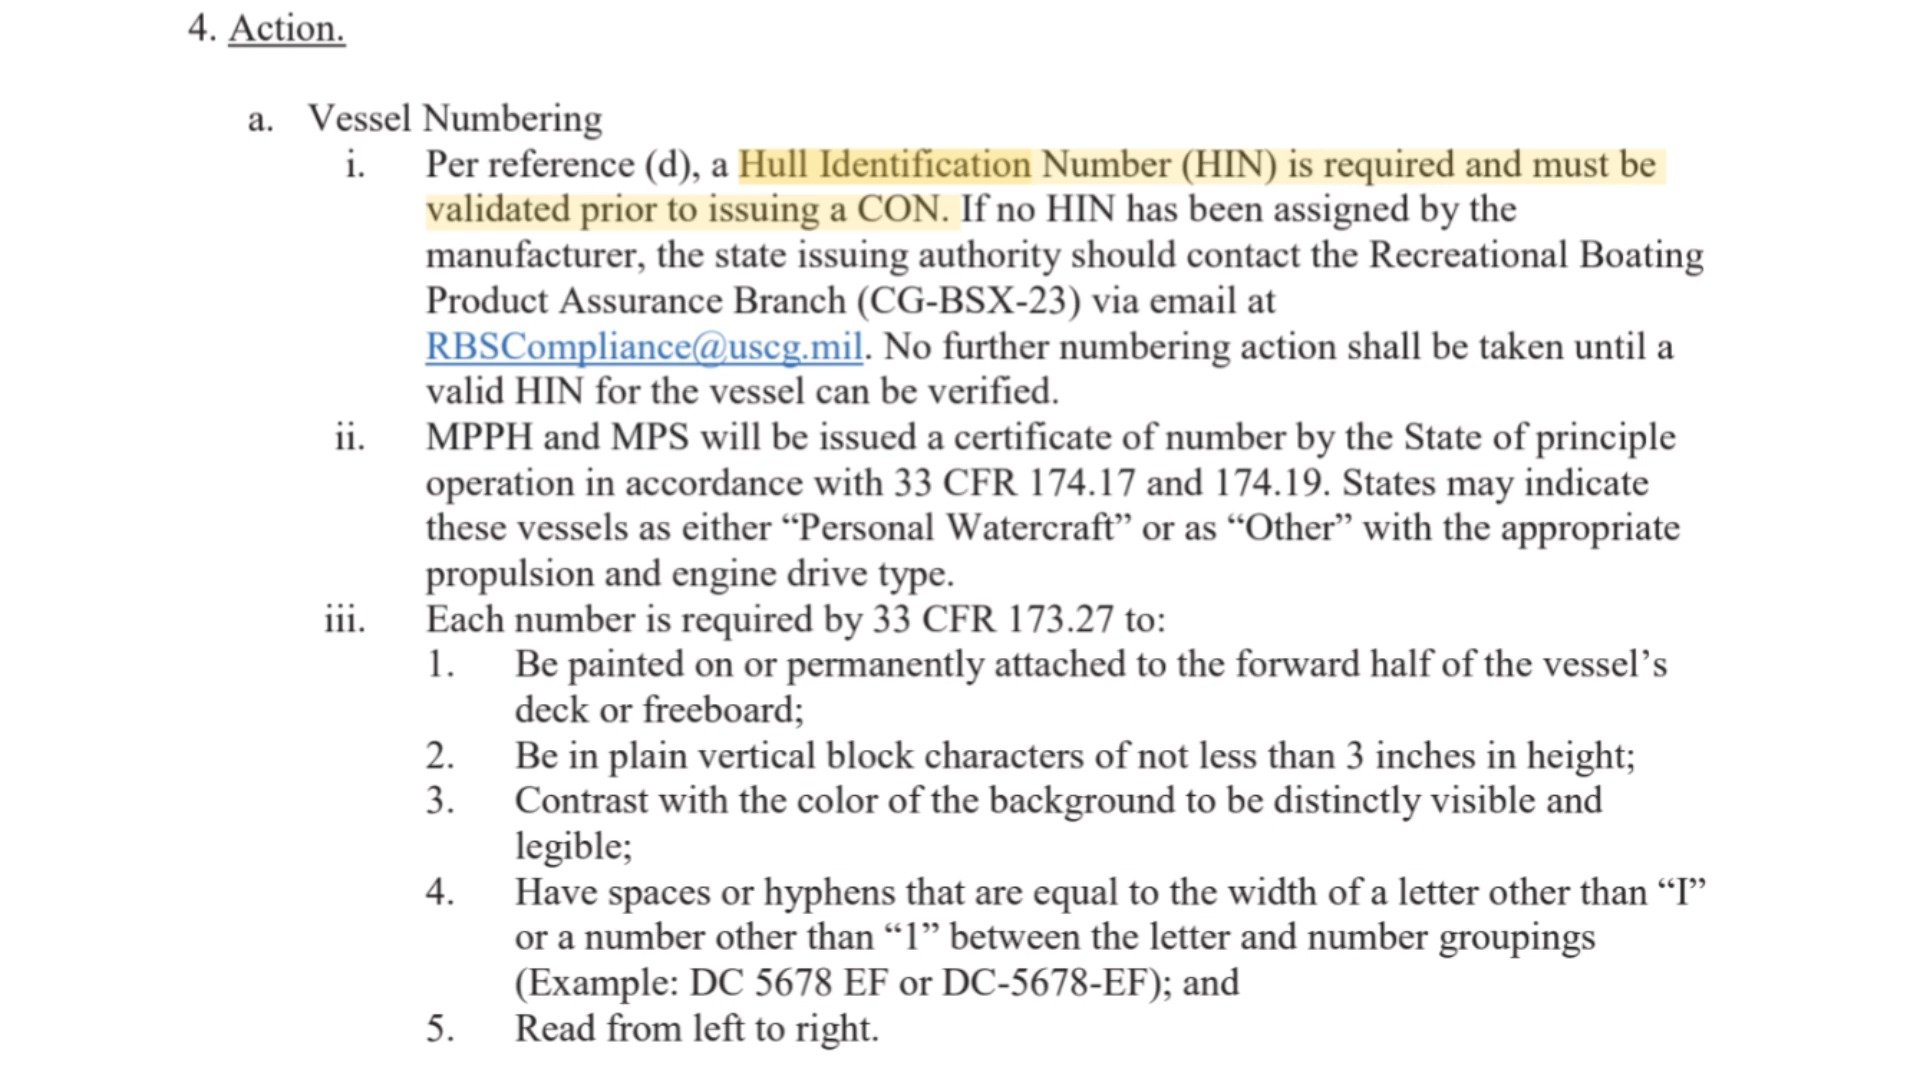 4. Action.
a. Vessel Numbering
i. Per reference (d), a Hull Identification Number (HIN) is required and must be
validated prior to issuing a CON. If no HIN has been assigned by the
manufacturer, the state issuing authority should contact the Recreational Boating
Product Assurance Branch (CG-BSX-23) via email at
RBSCompliance@uscg.mil. No further numbering action shall be taken until a
valid HIN for the vessel can be verified.
ii. MPPH and MPS will be issued a certificate of number by the State of principle
operation in accordance with 33 CFR 174.17 and 174.19. States may indicate
these vessels as either “Personal Watercraft” or as “Other” with the appropriate
propulsion and engine drive type.
iii. Each number is required by 33 CFR 173.27 to:
1. Be painted on or permanently attached to the forward half of the vessel’s
deck or freeboard;
2. Be in plain vertical block characters of not less than 3 inches in height;
3. Contrast with the color of the background to be distinctly visible and
legible;
4. Have spaces or hyphens that are equal to the width of a letter other than “I”
or a number other than “1” between the letter and number groupings
(Example: DC 5678 EF or DC-5678-EF); and
5. Read from left to right.